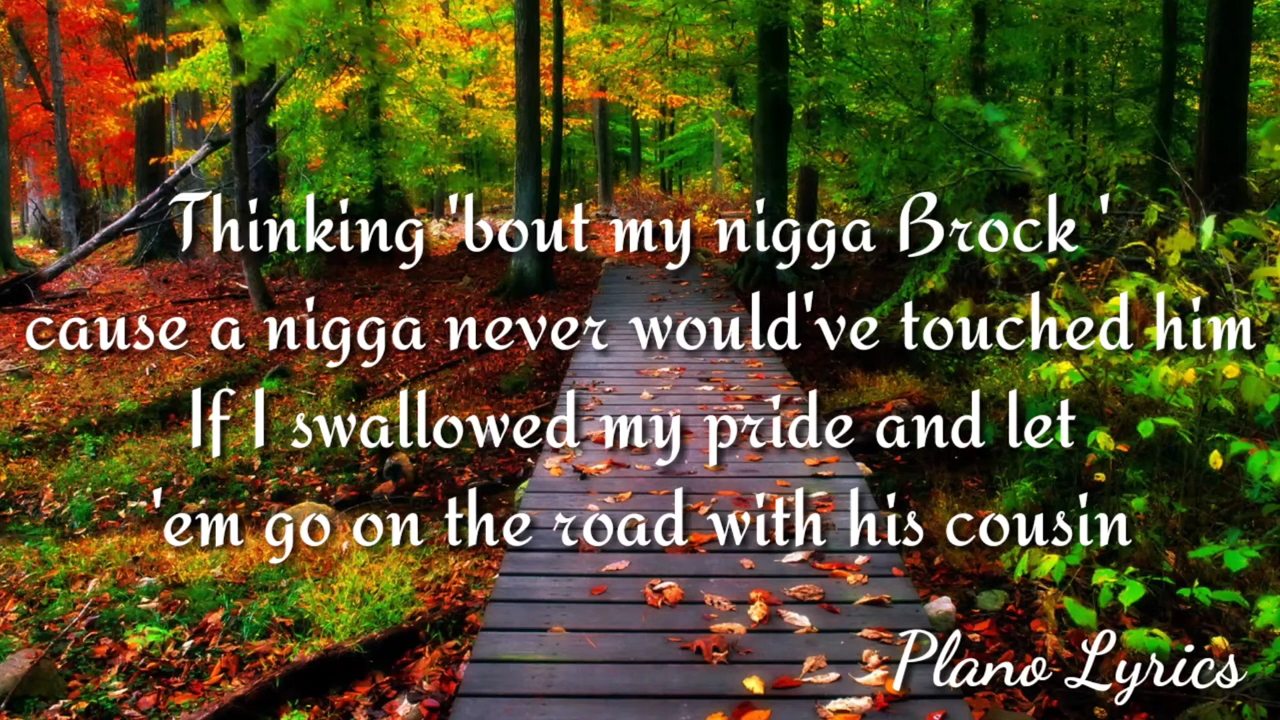 Thinking 'bout my nigga Brock '
cause a nigga never would've touched him
If I swallowed my pride and let
'em go on the road with his cousin
Plano Lyrics